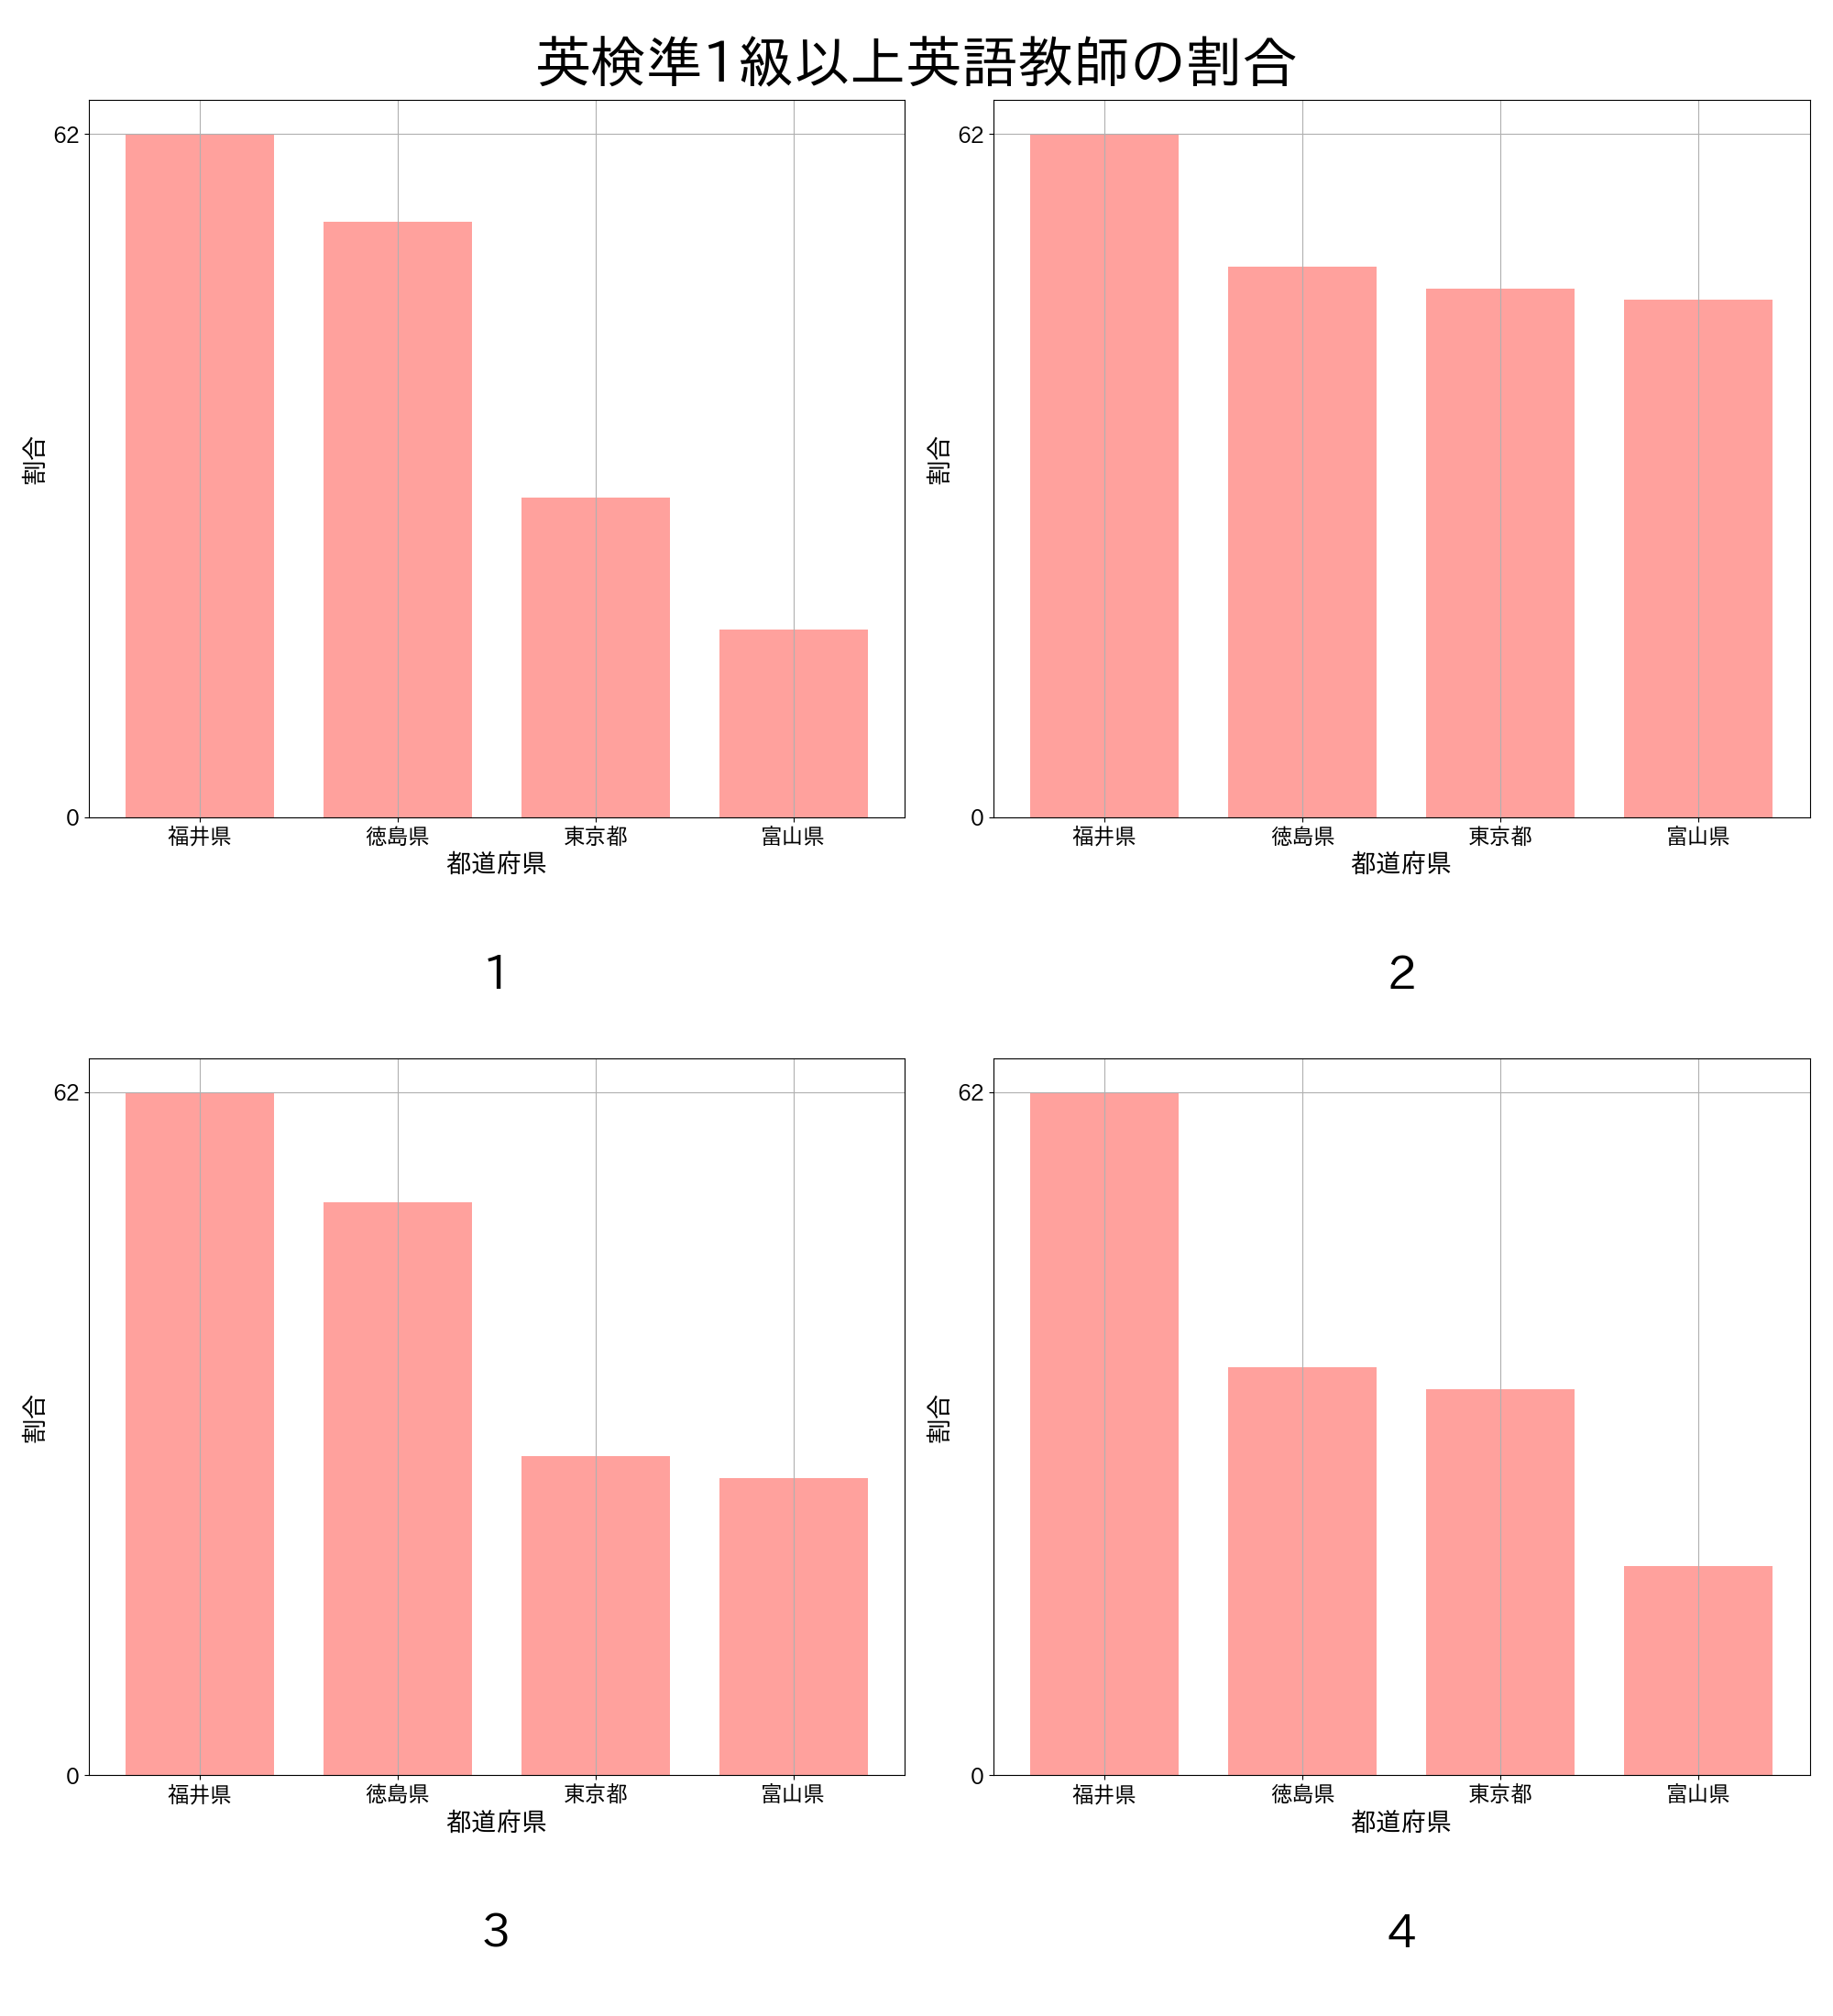 英検準1級以上英語教師の割合
62
0
割合
福井県 徳島県 東京都 富山県
都道府県
1
62
0
割合
福井県 徳島県 東京都 富山県
都道府県
2
62
0
割合
福井県 徳島県 東京都 富山県
都道府県
3
62
0
割合
福井県 徳島県 東京都 富山県
都道府県
4